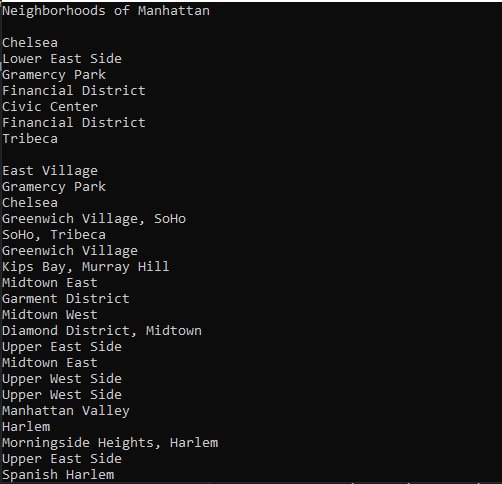 Neighborhoods of Manhattan
Chelsea
Lower East Side
Gramercy Park
Financial District
Civic Center
Financial District
Tribeca
East Village
Gramercy Park
Chelsea
Greenwich Village, SoHo
SoHo, Tribeca
Greenwich Village
Kips Bay, Murray Hill
Midtown East
Garment District
Midtown West
Diamond District, Midtown
Upper East Side
Midtown East
Upper West Side
Upper West Side
Manhattan Valley
Harlem
Morningside Heights, Harlem
Upper East Side
Spanish Harlem